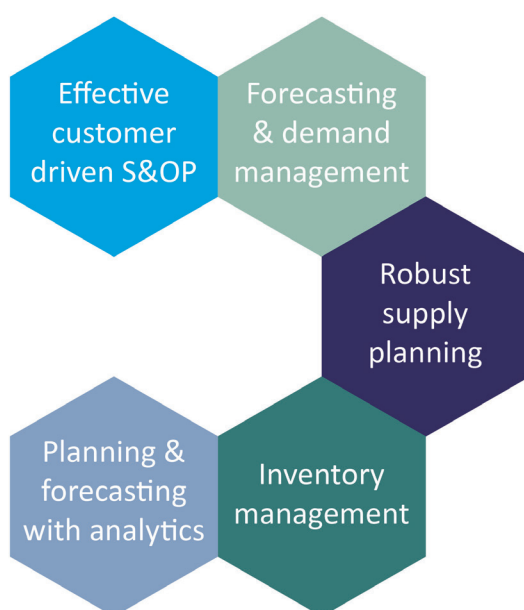 Effective
customer
driven S&OP
Forecasting
& demand
management
Robust
supply
planning
Planning &
forecasting
with analytics
Inventory
management